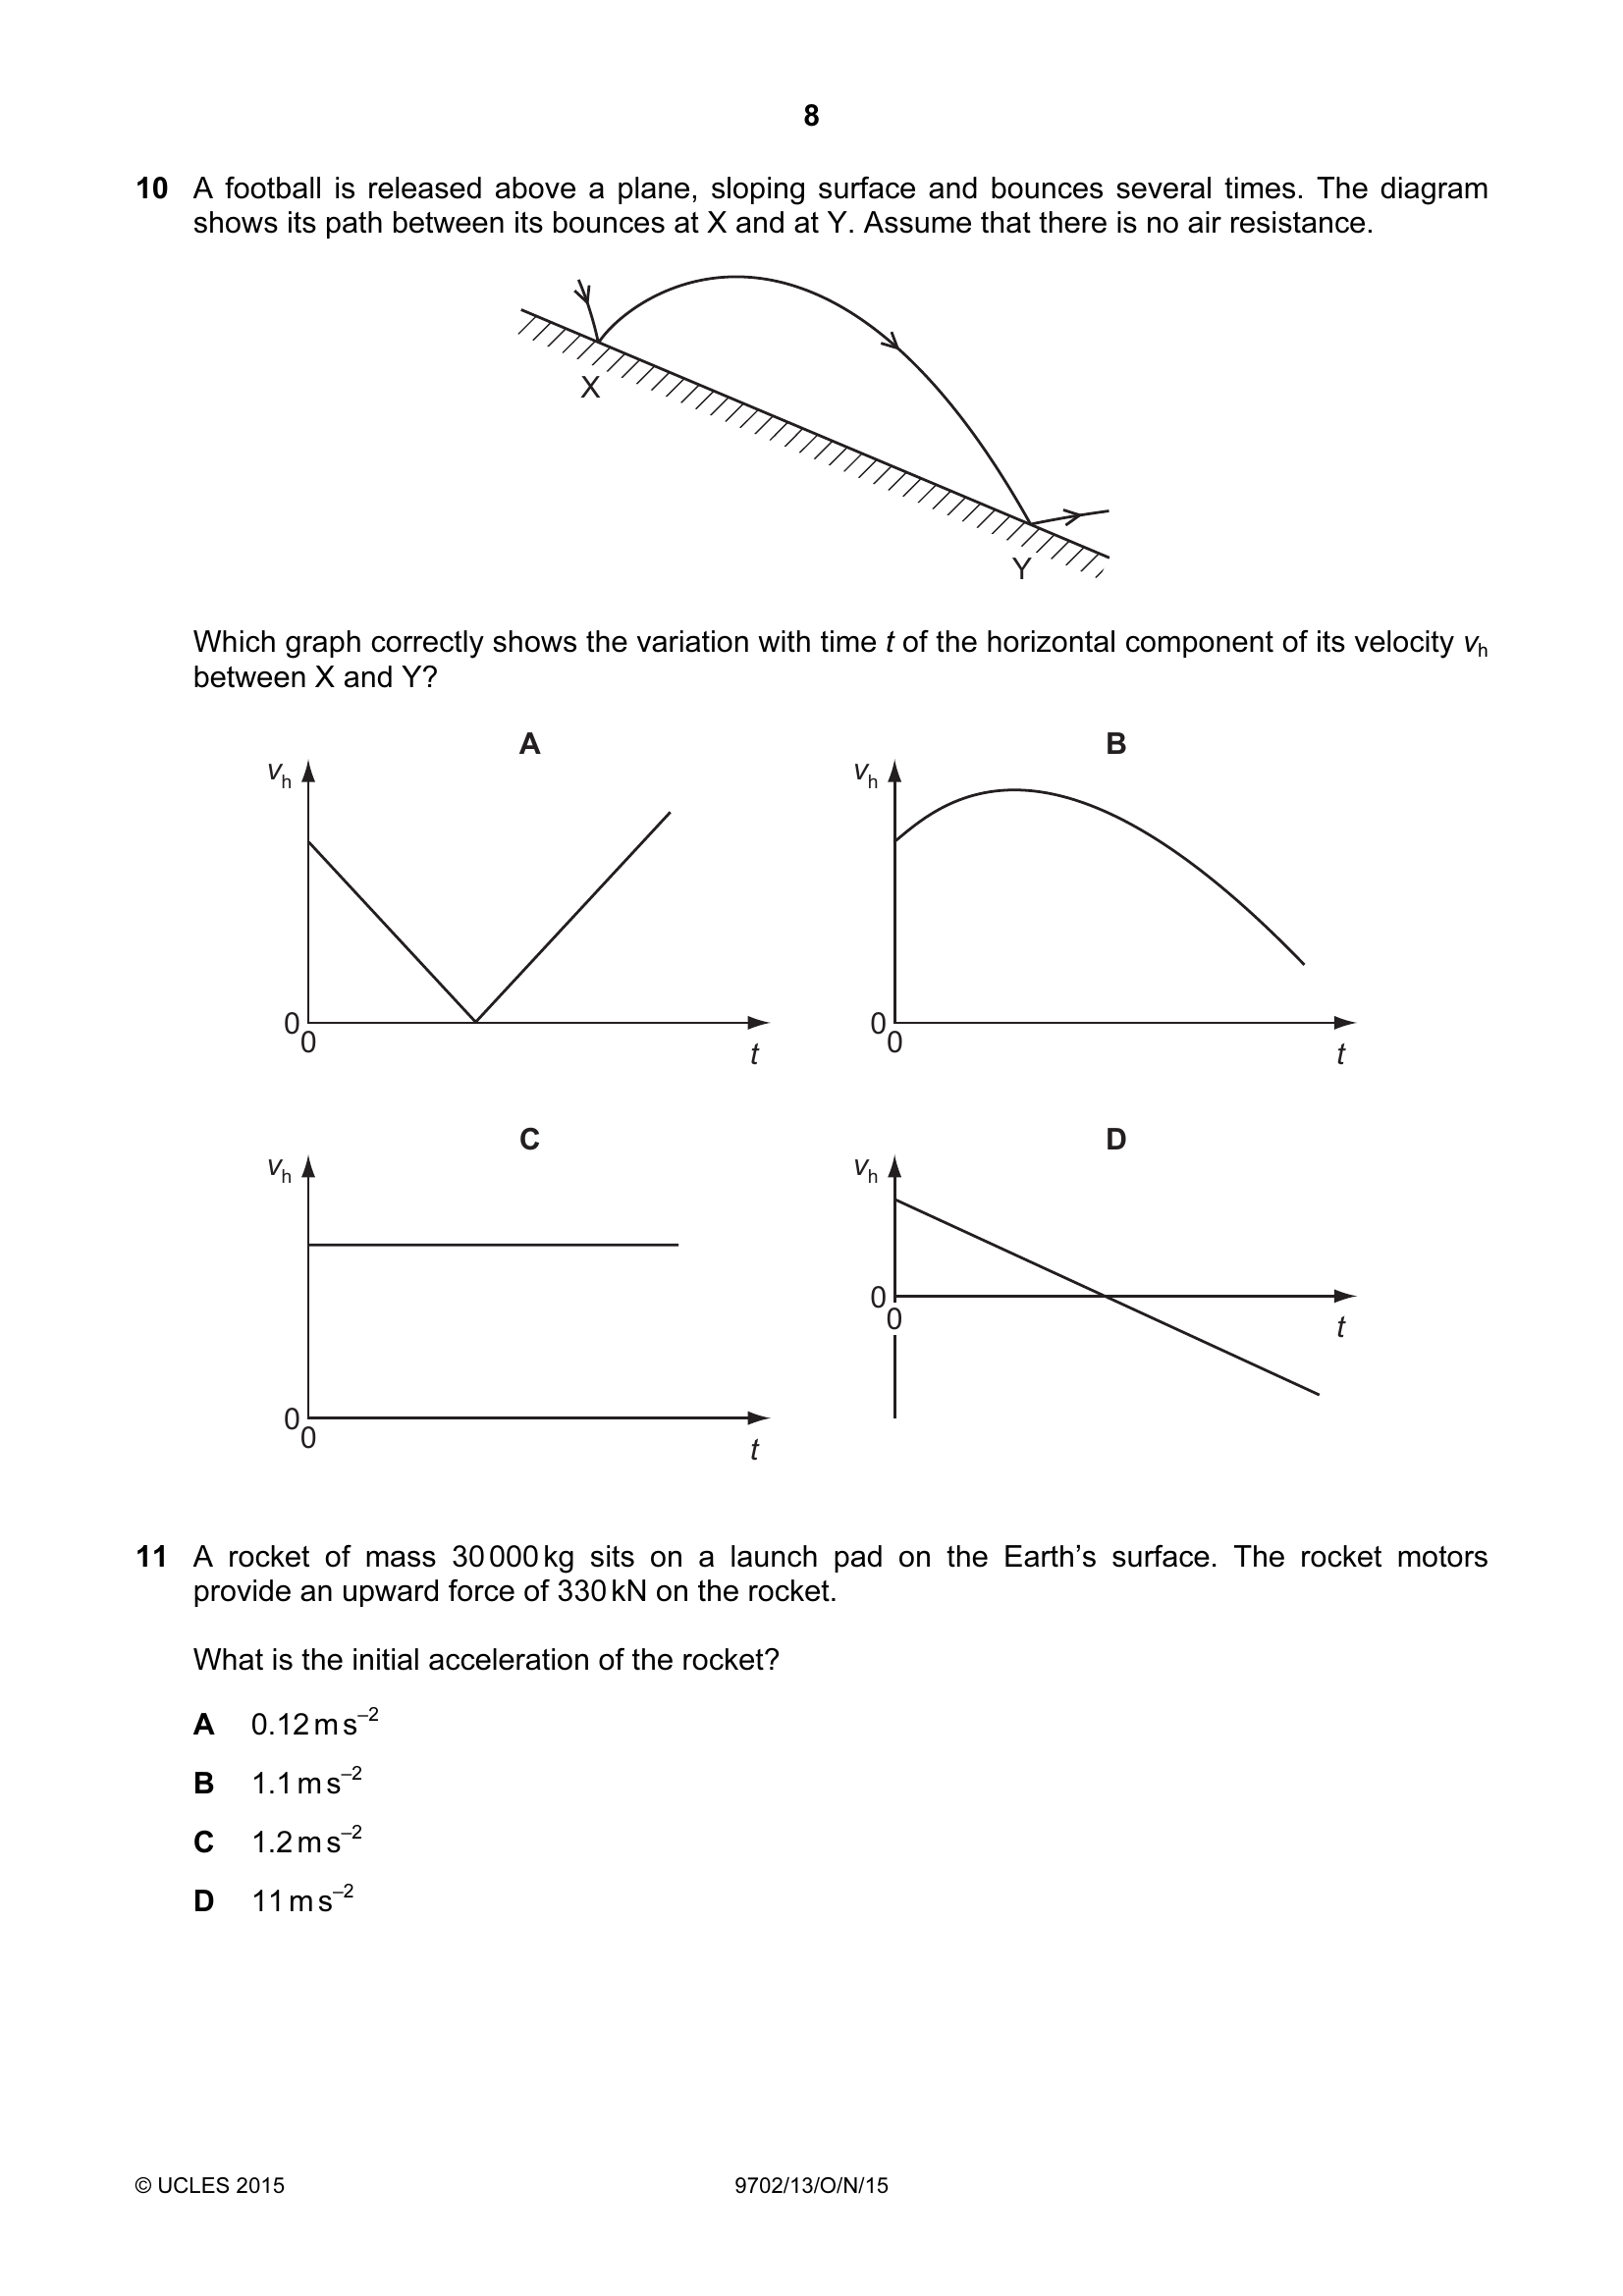 8
10 A football is released above a plane, sloping surface and bounces several times. The diagram
shows its path between its bounces at X and at Y. Assume that there is no air resistance.
X
Y
Which graph correctly shows the variation with time t of the horizontal component of its velocity vh
between X and Y?
A
vh
0
0
t
B
vh
0
0
t
C
vh
0
0
t
D
vh
0
0
t
11 A rocket of mass 30 000 kg sits on a launch pad on the Earth’s surface. The rocket motors
provide an upward force of 330 kN on the rocket.
What is the initial acceleration of the rocket?
A 0.12 m s⁻²
B 1.1 m s⁻²
C 1.2 m s⁻²
D 11 m s⁻²
© UCLES 2015
9702/13/O/N/15